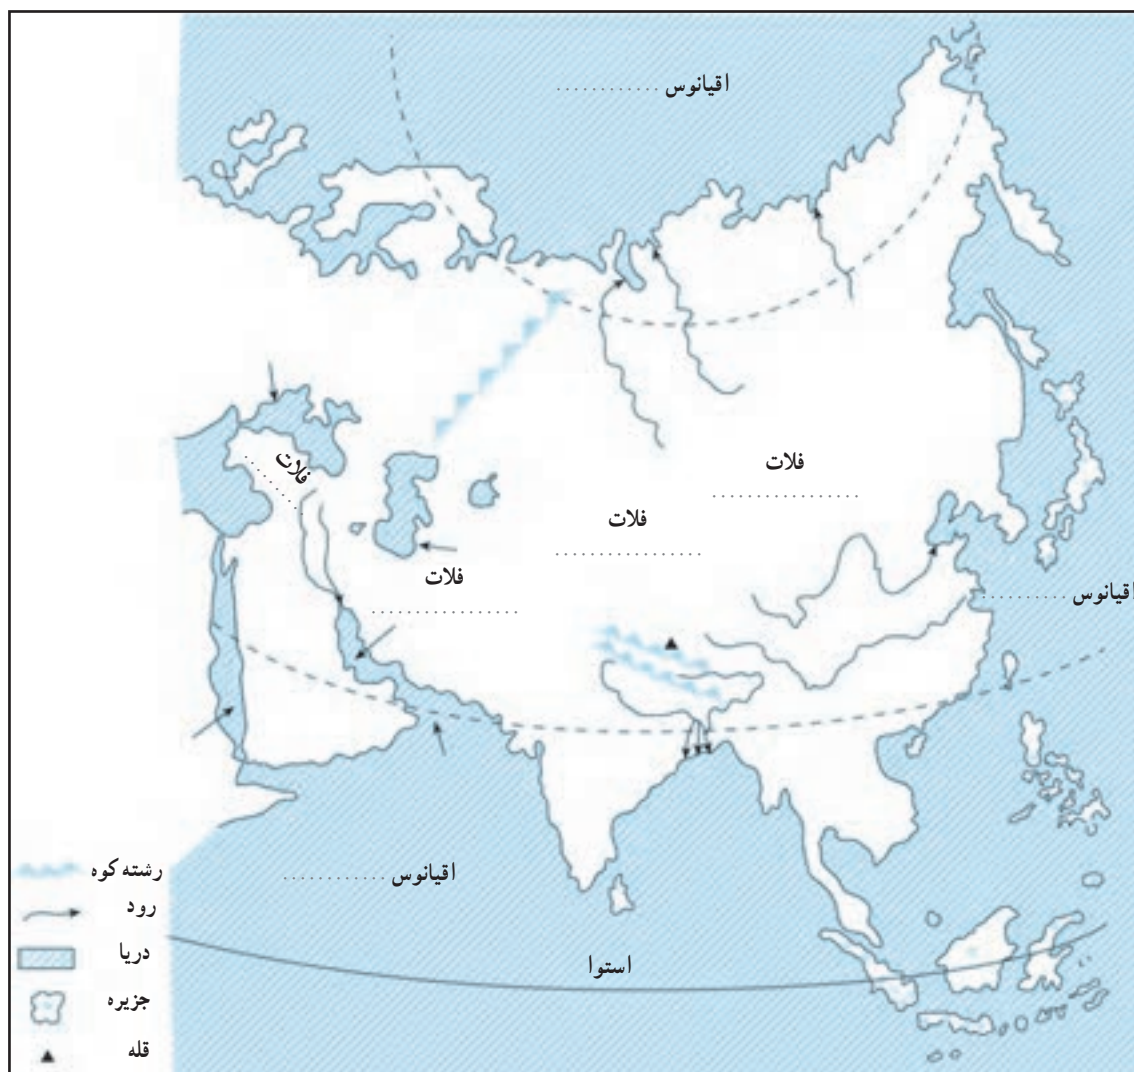 اقیانوس ............
فلات ............
فلات ............
فلات ............
فلات ............
اقیانوس ............
اقیانوس ............
استوا
رشته کوه
رود
دریا
جزیره
قله